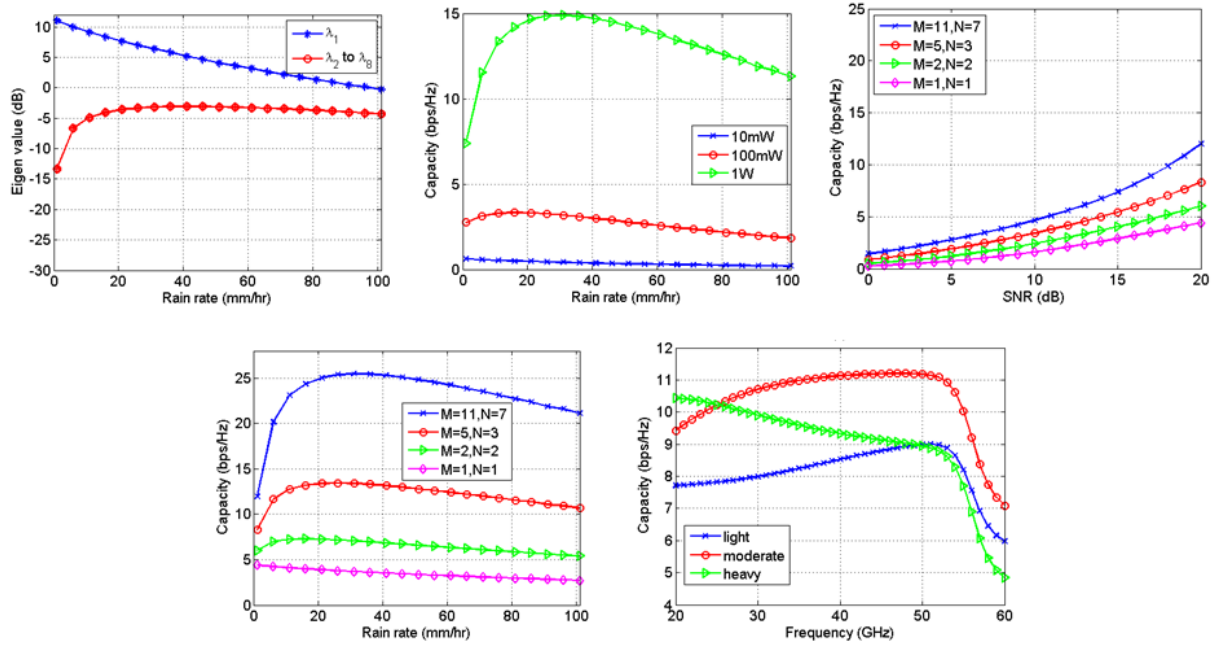 Eigen value (dB)
10
5
0
-5
-10
-15
-20
-25
-30
λ1
λ2 to λ8
0 20 40 60 80 100
Rain rate (mm/hr)
Capacity (bps/Hz)
15
10
5
0
10mW
100mW
1W
0 20 40 60 80 100
Rain rate (mm/hr)
Capacity (bps/Hz)
25
20
15
10
5
0
M=11,N=7
M=5,N=3
M=2,N=2
M=1,N=1
0 5 10 15 20
SNR (dB)
Capacity (bps/Hz)
25
20
15
10
5
0
M=11,N=7
M=5,N=3
M=2,N=2
M=1,N=1
0 20 40 60 80 100
Rain rate (mm/hr)
Capacity (bps/Hz)
12
11
10
9
8
7
6
5
4
light
moderate
heavy
20 30 40 50 60
Frequency (GHz)